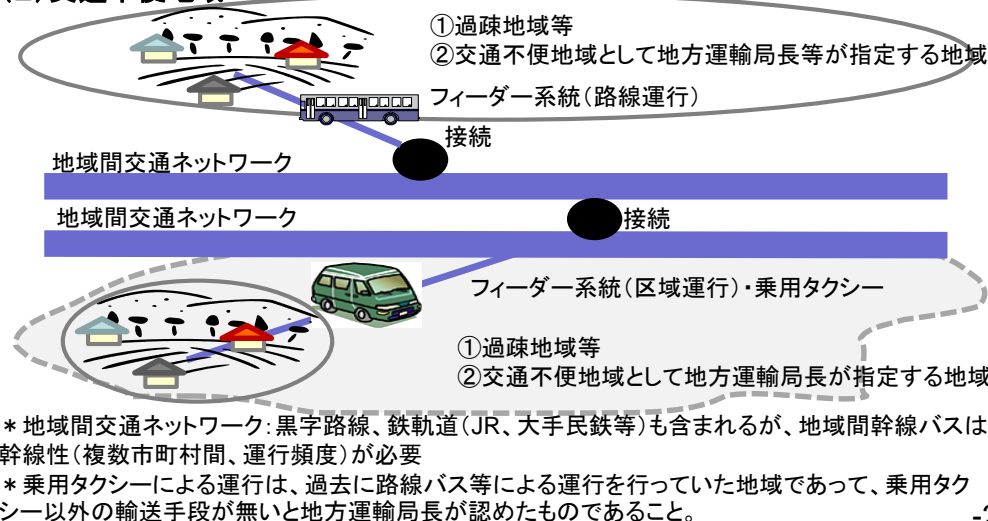 ①過疎地域等
②交通不便地域として地方運輸局長等が指定する地域
フィーダー系統(路線運行)
接続
地域間交通ネットワーク
地域間交通ネットワーク
接続
フィーダー系統(区域運行)・乗用タクシー
①過疎地域等
②交通不便地域として地方運輸局長が指定する地域
＊地域間交通ネットワーク:黒字路線、鉄軌道(JR、大手民鉄等)も含まれるが、地域間幹線バスは
幹線性(複数市町村間、運行頻度)が必要
＊乗用タクシーによる運行は、過去に路線バス等による運行を行っていた地域であって、乗用タク
シー以外の輸送手段が無いと地方運輸局長が認めたものであること。